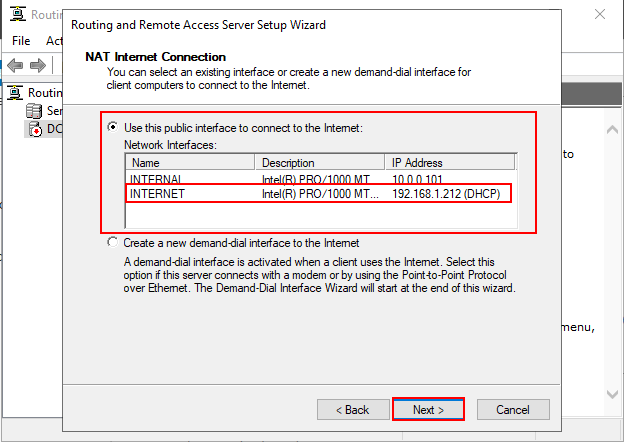 Routing
Routing and Remote Access Server Setup Wizard
File
Act
NAT Internet Connection
You can select an existing interface or create a new demand-dial interface for
client computers to connect to the Internet.
Routin
Ser
DC
Use this public interface to connect to the Internet:
Network Interfaces:
Name Description IP Address
INTERNAL Intel(R) PRO/1000 MT... 10.0.0.101
INTERNET Intel(R) PRO/1000 MT... 192.168.1.212 (DHCP)
to
Create a new demand-dial interface to the Internet
A demand-dial interface is activated when a client uses the Internet. Select this
option if this server connects with a modem or by using the Point-to-Point Protocol
over Ethernet. The Demand-Dial Interface Wizard will start at the end of this wizard.
menu,
< Back
Next >
Cancel